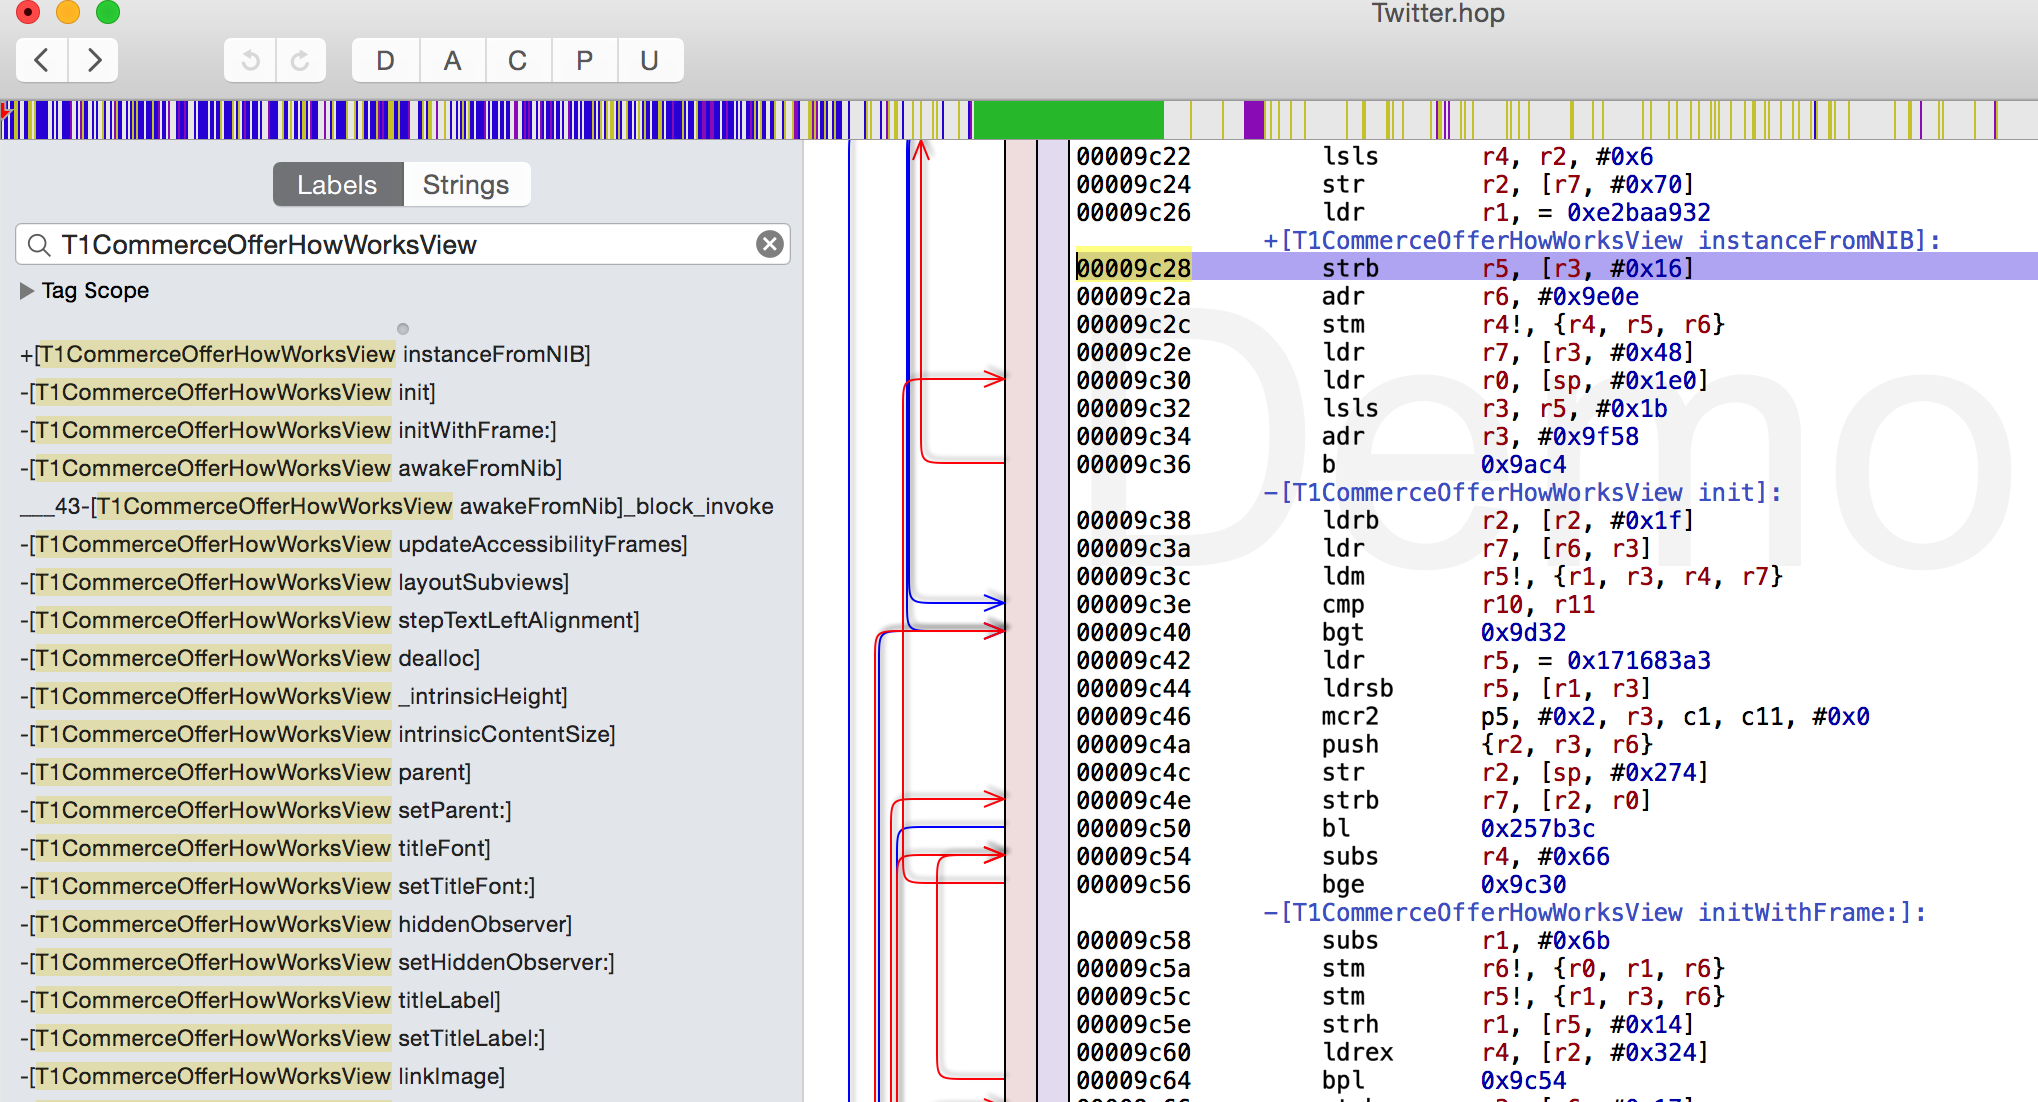 Twitter.hop
D A C P U
Labels Strings
T1CommerceOfferHowWorksView
Tag Scope
+[T1CommerceOfferHowWorksView instanceFromNIB]
-[T1CommerceOfferHowWorksView init]
-[T1CommerceOfferHowWorksView initWithFrame:]
-[T1CommerceOfferHowWorksView awakeFromNib]
___43-[T1CommerceOfferHowWorksView awakeFromNib]_block_invoke
-[T1CommerceOfferHowWorksView updateAccessibilityFrames]
-[T1CommerceOfferHowWorksView layoutSubviews]
-[T1CommerceOfferHowWorksView stepTextLeftAlignment]
-[T1CommerceOfferHowWorksView dealloc]
-[T1CommerceOfferHowWorksView _intrinsicHeight]
-[T1CommerceOfferHowWorksView intrinsicContentSize]
-[T1CommerceOfferHowWorksView parent]
-[T1CommerceOfferHowWorksView setParent:]
-[T1CommerceOfferHowWorksView titleFont]
-[T1CommerceOfferHowWorksView setTitleFont:]
-[T1CommerceOfferHowWorksView hiddenObserver]
-[T1CommerceOfferHowWorksView setHiddenObserver:]
-[T1CommerceOfferHowWorksView titleLabel]
-[T1CommerceOfferHowWorksView setTitleLabel:]
-[T1CommerceOfferHowWorksView linkImage]
00009c22 lsls r4, r2, #0x6
00009c24 str r2, [r7, #0x70]
00009c26 ldr r1, = 0xe2baa932
+[T1CommerceOfferHowWorksView instanceFromNIB]:
00009c28 strb r5, [r3, #0x16]
00009c2a adr r6, #0x9e0e
00009c2c stm r4!, {r4, r5, r6}
00009c2e ldr r7, [r3, #0x48]
00009c30 ldr r0, [sp, #0x1e0]
00009c32 lsls r3, r5, #0x1b
00009c34 adr r3, #0x9f58
00009c36 b 0x9ac4
-[T1CommerceOfferHowWorksView init]:
00009c38 ldrb r2, [r2, #0x1f]
00009c3a ldr r7, [r6, r3]
00009c3c ldm r5!, {r1, r3, r4, r7}
00009c3e cmp r10, r11
00009c40 bgt 0x9d32
00009c42 ldr r5, = 0x171683a3
00009c44 ldrsb r5, [r1, r3]
00009c46 mcr2 p5, #0x2, r3, c1, c11, #0x0
00009c4a push {r2, r3, r6}
00009c4c str r2, [sp, #0x274]
00009c4e strb r7, [r2, r0]
00009c50 bl 0x257b3c
00009c54 subs r4, #0x66
00009c56 bge 0x9c30
-[T1CommerceOfferHowWorksView initWithFrame:]:
00009c58 subs r1, #0x6b
00009c5a stm r6!, {r0, r1, r6}
00009c5c stm r5!, {r1, r3, r6}
00009c5e strh r1, [r5, #0x14]
00009c60 ldrex r4, [r2, #0x324]
00009c64 bpl 0x9c54
Demo